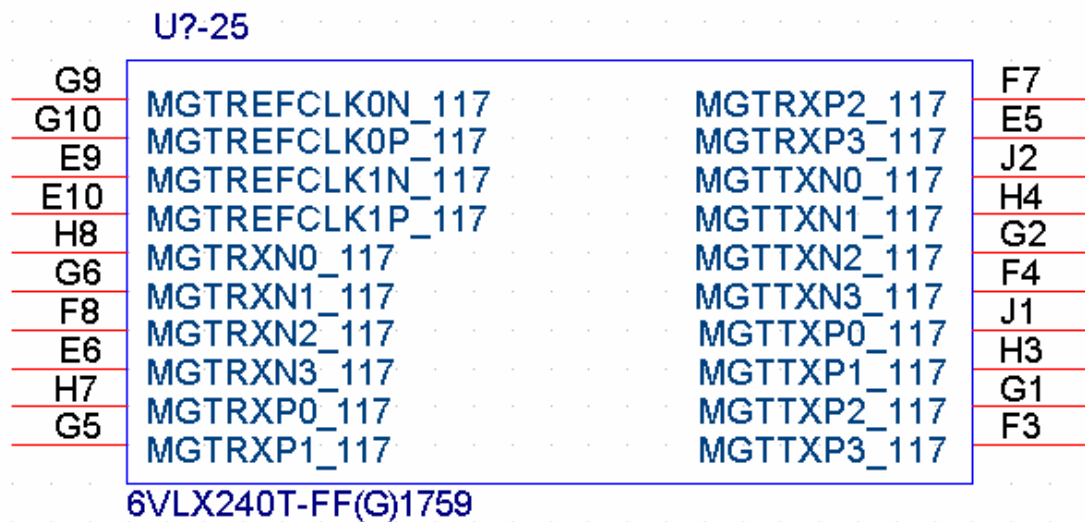 U?-25
G9 MGTREFCLK0N_117 MGTRXP2_117 F7
G10 MGTREFCLK0P_117 MGTRXP3_117 E5
E9 MGTREFCLK1N_117 MGTTXN0_117 J2
E10 MGTREFCLK1P_117 MGTTXN1_117 H4
H8 MGTRXN0_117 MGTTXN2_117 G2
G6 MGTRXN1_117 MGTTXN3_117 F4
F8 MGTRXN2_117 MGTTXP0_117 J1
E6 MGTRXN3_117 MGTTXP1_117 H3
H7 MGTRXP0_117 MGTTXP2_117 G1
G5 MGTRXP1_117 MGTTXP3_117 F3
6VLX240T-FF(G)1759